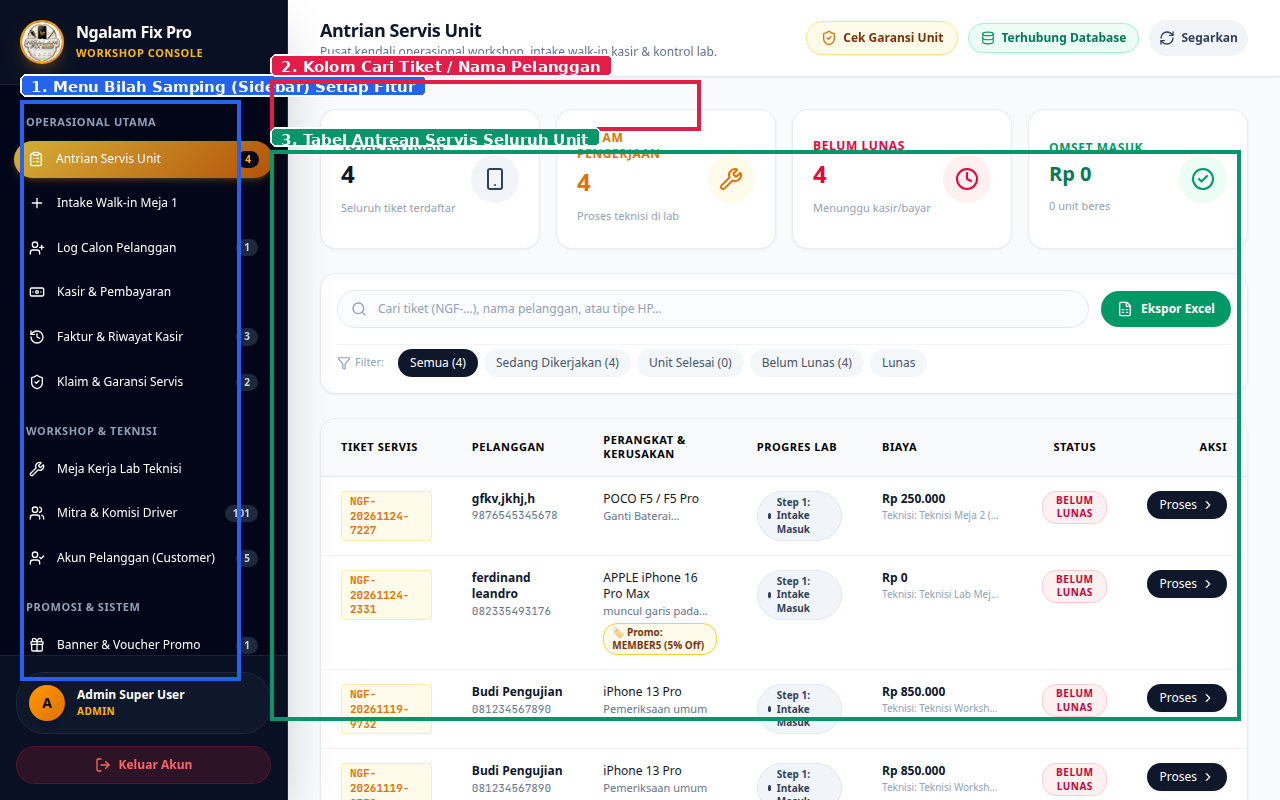 Ngalam Fix Pro
WORKSHOP CONSOLE
Antrian Servis Unit
Pusat kendali operasional workshop, intake walk-in kasir & kontrol lab.
Cek Garansi Unit
Terhubung Database
Segarkan
1. Menu Bilah Samping (Sidebar) Setiap Fitur
2. Kolom Cari Tiket / Nama Pelanggan
3. Tabel Antrean Servis Seluruh Unit
OPERASIONAL UTAMA
Antrian Servis Unit 4
Intake Walk-in Meja 1
Log Calon Pelanggan 1
Kasir & Pembayaran
Faktur & Riwayat Kasir 3
Klaim & Garansi Servis 2
WORKSHOP & TEKNISI
Meja Kerja Lab Teknisi
Mitra & Komisi Driver 101
Akun Pelanggan (Customer) 5
PROMOSI & SISTEM
Banner & Voucher Promo 1
A
Admin Super User
ADMIN
Keluar Akun
4
Seluruh tiket terdaftar
PENGERJAAN
4
Proses teknisi di lab
BELUM LUNAS
4
Menunggu kasir/bayar
OMSET MASUK
Rp 0
0 unit beres
Cari tiket (NGF-...), nama pelanggan, atau tipe HP...
Ekspor Excel
Filter:
Semua (4)
Sedang Dikerjakan (4)
Unit Selesai (0)
Belum Lunas (4)
Lunas
TIKET SERVIS
PELANGGAN
PERANGKAT &
KERUSAKAN
PROGRES LAB
BIAYA
STATUS
AKSI
NGF-
20261124-
7227
gfkv,jkhj,h
9876545345678
POCO F5 / F5 Pro
Ganti Baterai...
Step 1:
Intake
Masuk
Rp 250.000
Teknisi: Teknisi Meja 2 (...
BELUM
LUNAS
Proses
NGF-
20261124-
2331
ferdinand
leandro
082335493176
APPLE iPhone 16
Pro Max
muncul garis pada...
🏷️ Promo:
MEMBER5 (5% Off)
Step 1:
Intake
Masuk
Rp 0
Teknisi: Teknisi Lab Mej...
BELUM
LUNAS
Proses
NGF-
20261119-
9732
Budi Pengujian
081234567890
iPhone 13 Pro
Pemeriksaan umum
Step 1:
Intake
Masuk
Rp 850.000
Teknisi: Teknisi Worksh...
BELUM
LUNAS
Proses
NGF-
20261119-
Budi Pengujian
081234567890
iPhone 13 Pro
Pemeriksaan umum
Step 1:
Intake
Masuk
Rp 850.000
Teknisi: Teknisi Worksh...
BELUM
LUNAS
Proses